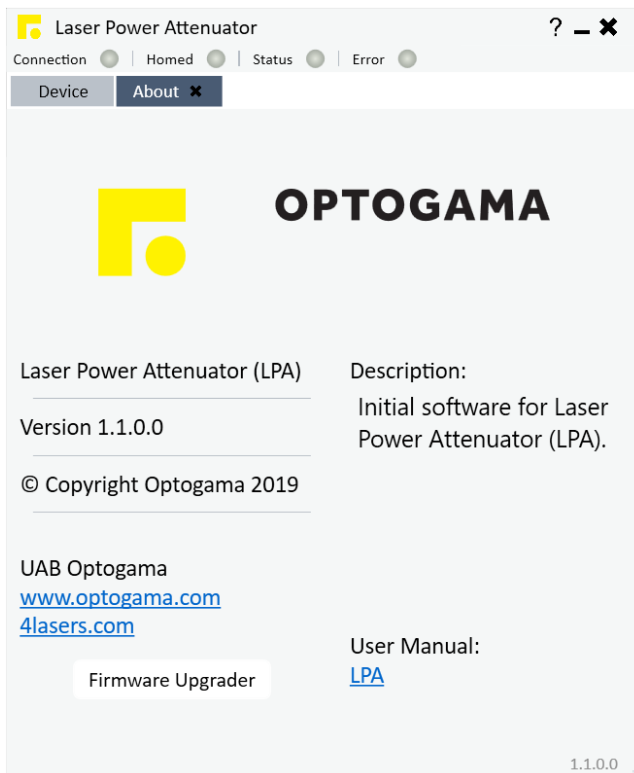 Laser Power Attenuator
?
Connection | Homed | Status | Error
Device
About
OPTOGAMA
Laser Power Attenuator (LPA)
Version 1.1.0.0
© Copyright Optogama 2019
Description:
Initial software for Laser
Power Attenuator (LPA).
UAB Optogama
www.optogama.com
4lasers.com
Firmware Upgrader
User Manual:
LPA
1.1.0.0